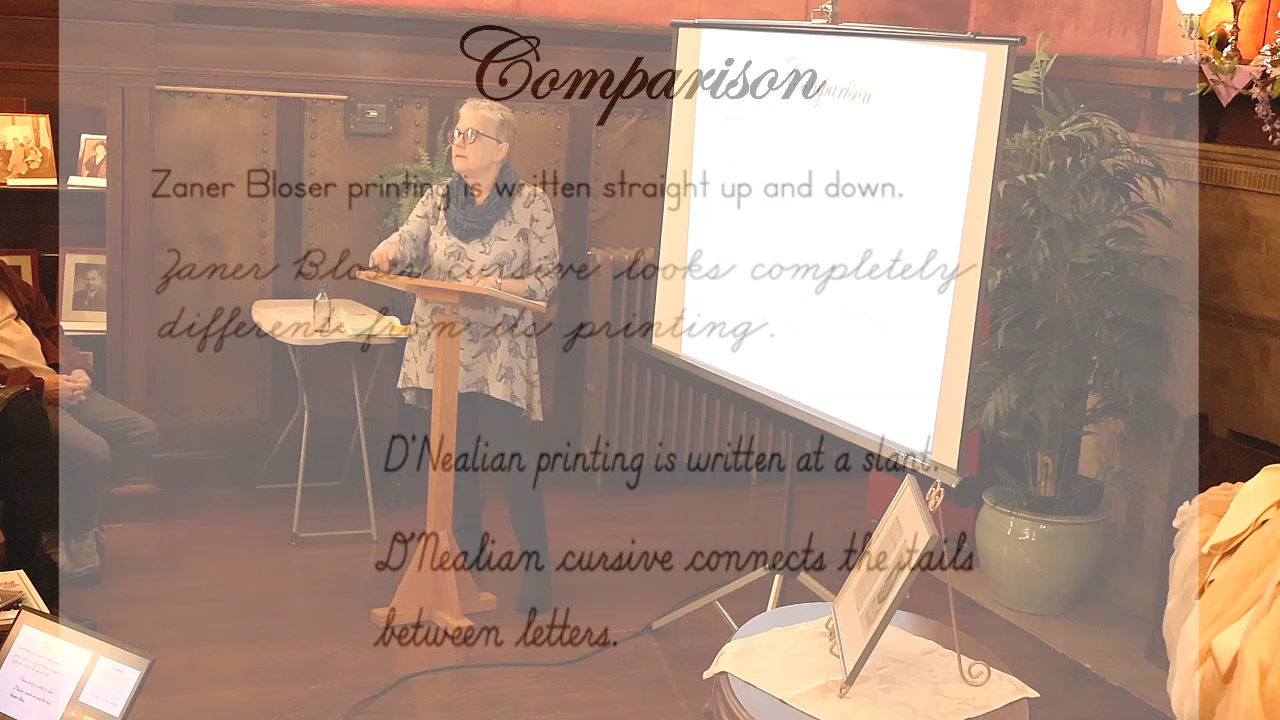 Comparison
Zaner Bloser printing is written straight up and down.
Zaner Bloser cursive looks completely
different from its printing.
D'Nealian printing is written at a slant.
D'Nealian cursive connects the tails
between letters.